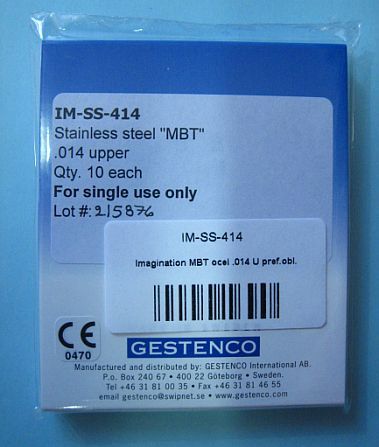 IM-SS-414
Stainless steel "MBT"
.014 upper
Qty. 10 each
For single use only
Lot #: 215876
IM-SS-414
Imagination MBT ocel .014 U pref.obl.
CE
0470
GESTENCO
Manufactured and distributed by: GESTENCO International AB.
P.o. Box 240 67 • 400 22 Göteborg • Sweden.
Tel +46 31 81 00 35 • Fax +46 31 81 46 55
email gestenco@swipnet.se • www.gestenco.com